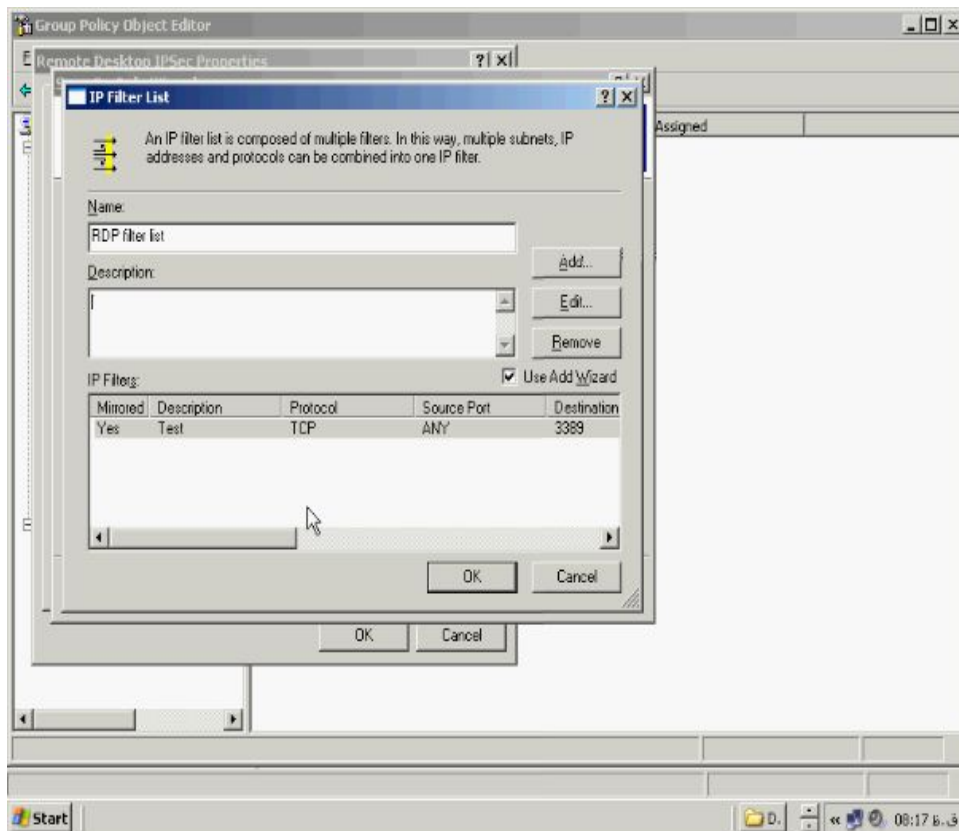 Group Policy Object Editor
Remote Desktop IPSec Properties
IP Filter List
An IP filter list is composed of multiple filters. In this way, multiple subnets, IP
addresses and protocols can be combined into one IP filter.
Assigned
Name:
RDP filter list
Add...
Description:
Edit...
Remove
IP Filters:
Use Add Wizard
Mirrored Description Protocol Source Port Destination
Yes Test TCP ANY 3389
OK Cancel
OK Cancel
Start
D.
« 08:17 ق.ظ